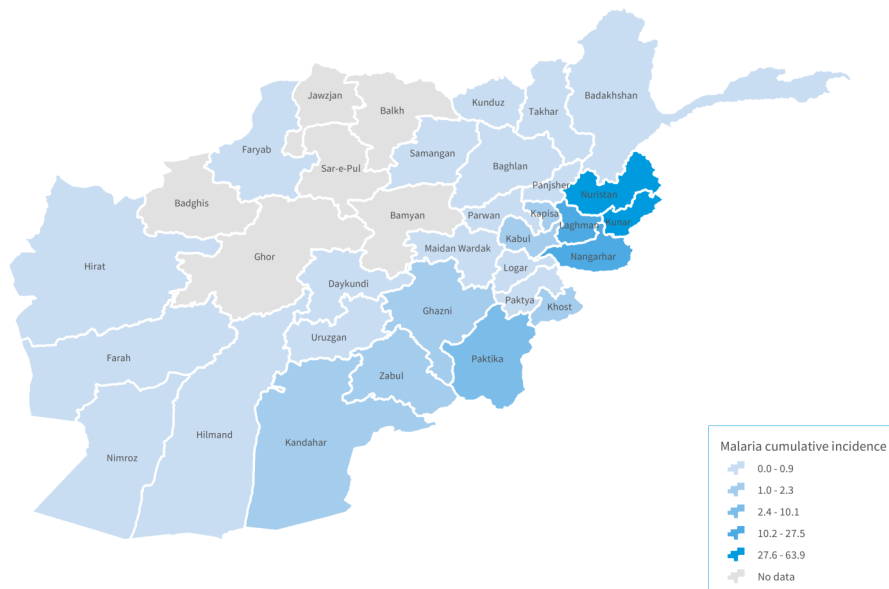 Jawzjan
Balkh
Kunduz
Takhar
Badakhshan
Faryab
Samangan
Sar-e-Pul
Baghlan
Panjsher
Nuristan
Badghis
Bamyan
Parwan
Kapisa
Laghman
Kunar
Kabul
Maidan Wardak
Nangarhar
Hirat
Ghor
Logar
Daykundi
Paktya
Khost
Ghazni
Uruzgan
Farah
Paktika
Zabul
Hilmand
Kandahar
Nimroz
Malaria cumulative incidence
0.0 - 0.9
1.0 - 2.3
2.4 - 10.1
10.2 - 27.5
27.6 - 63.9
No data